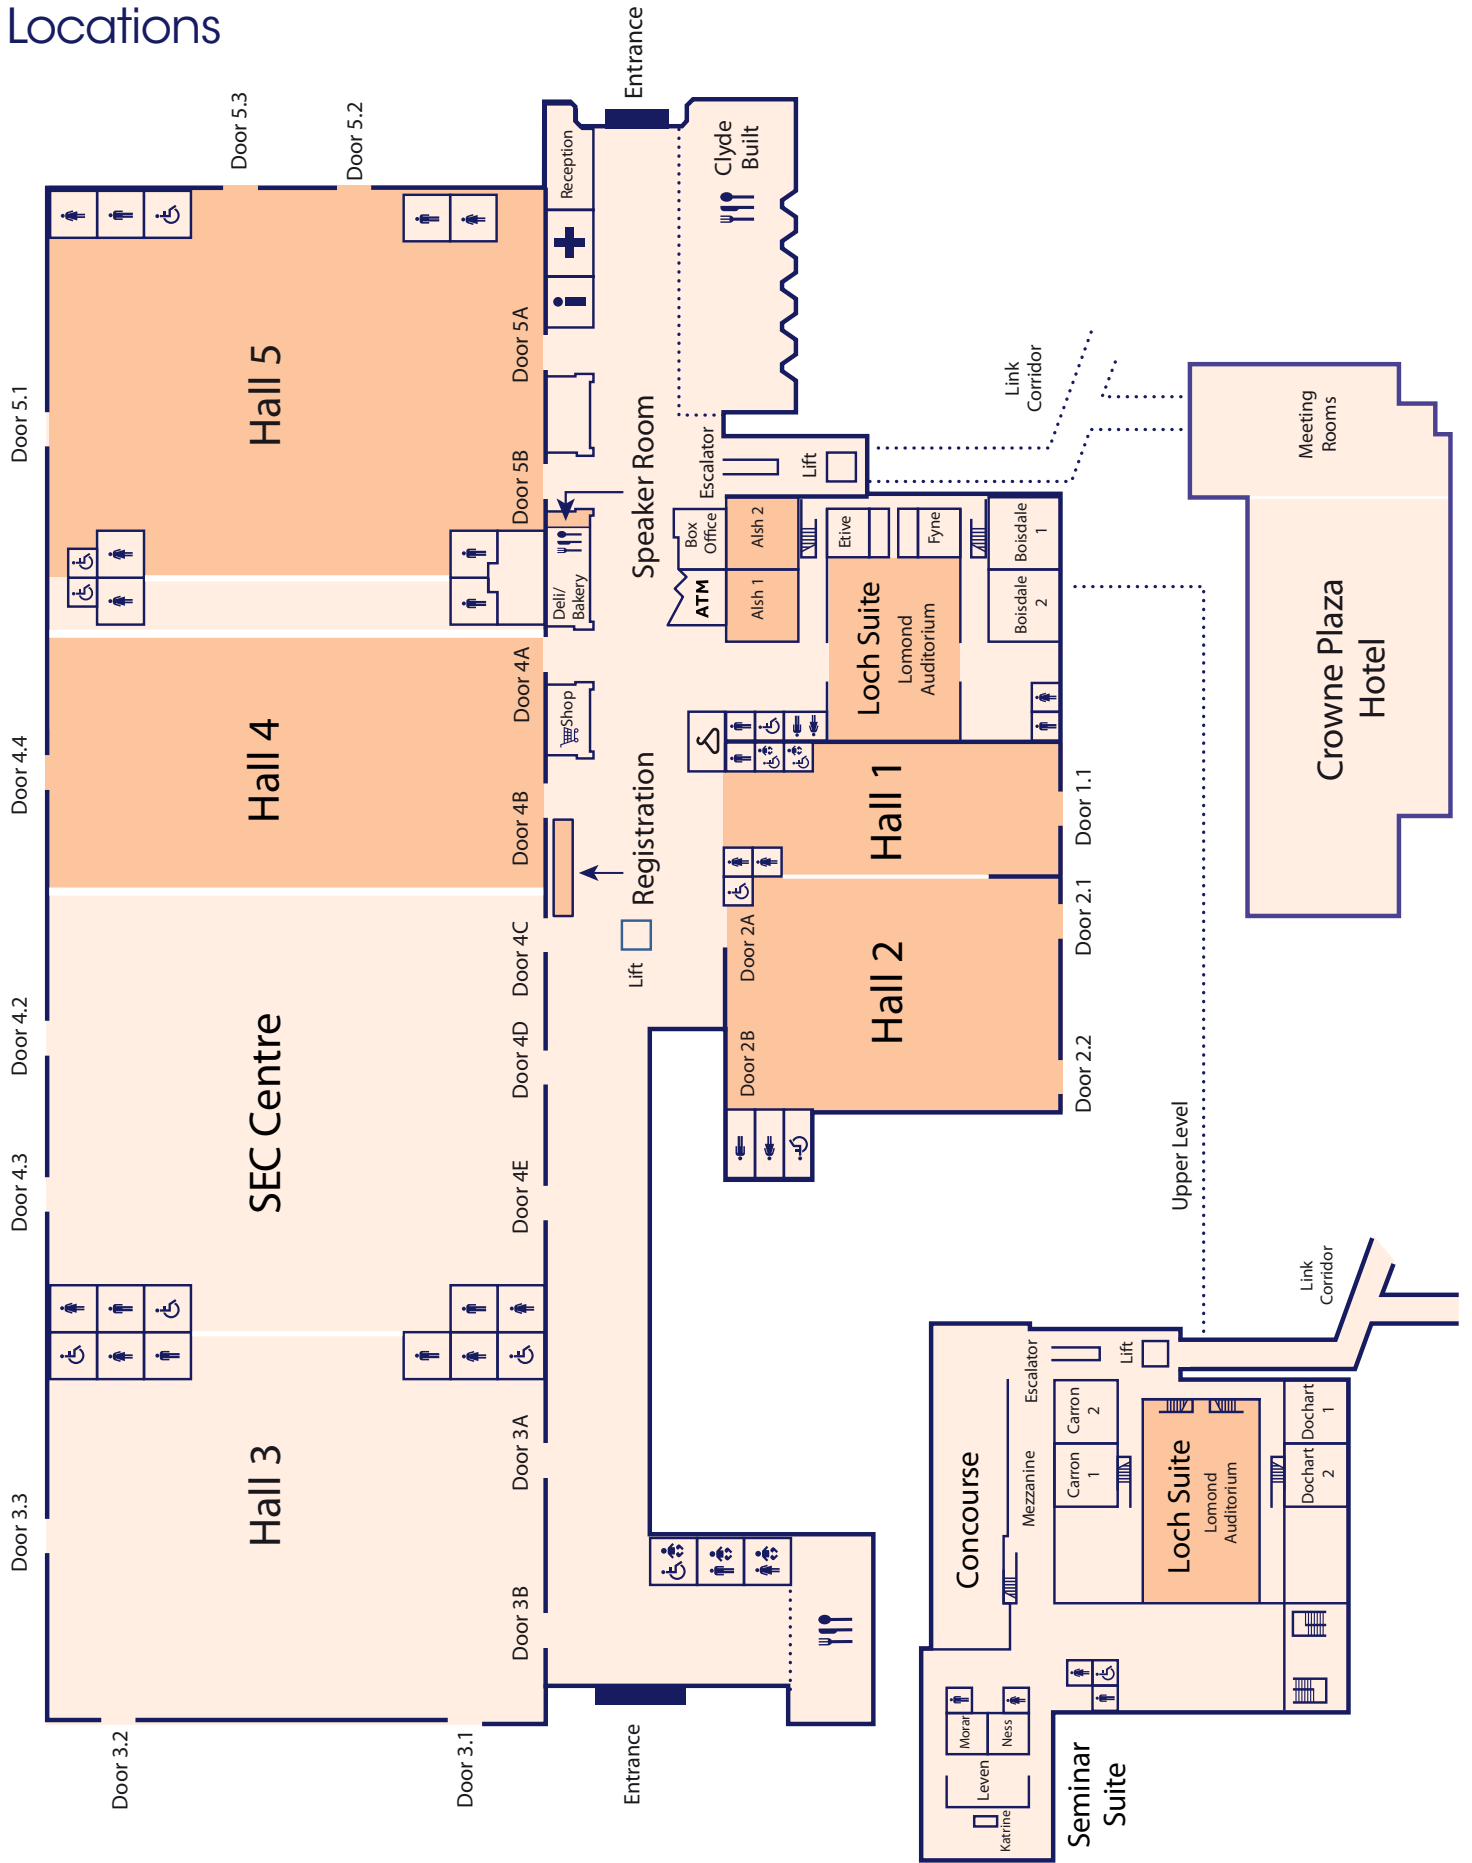 Locations
Door 5.3
Door 5.2
Entrance
Reception
Clyde
Built
Door 5.1
Hall 5
Door 5A
Door 5B
Speaker Room
Escalator
Lift
Link
Corridor
Meeting
Rooms
Deli/
Bakery
Box
Office
ATM
Alsh 2
Alsh 1
Etive
Fyne
Boisdale
1
Boisdale
2
Loch Suite
Lomond
Auditorium
Crowne Plaza
Hotel
Door 4.4
Hall 4
Door 4A
Shop
Door 4B
Registration
Lift
Hall 1
Door 1.1
Door 2.1
Door 2A
Hall 2
Door 2B
Door 2.2
Door 4.2
Door 4.3
SEC Centre
Door 4C
Door 4D
Door 4E
Upper Level
Link
Corridor
Door 3.3
Hall 3
Door 3A
Door 3B
Door 3.2
Door 3.1
Entrance
Concourse
Mezzanine
Escalator
Lift
Carron
2
Carron
1
Loch Suite
Lomond
Auditorium
Dochart
1
Dochart
2
Morar
Ness
Leven
Katrine
Seminar
Suite